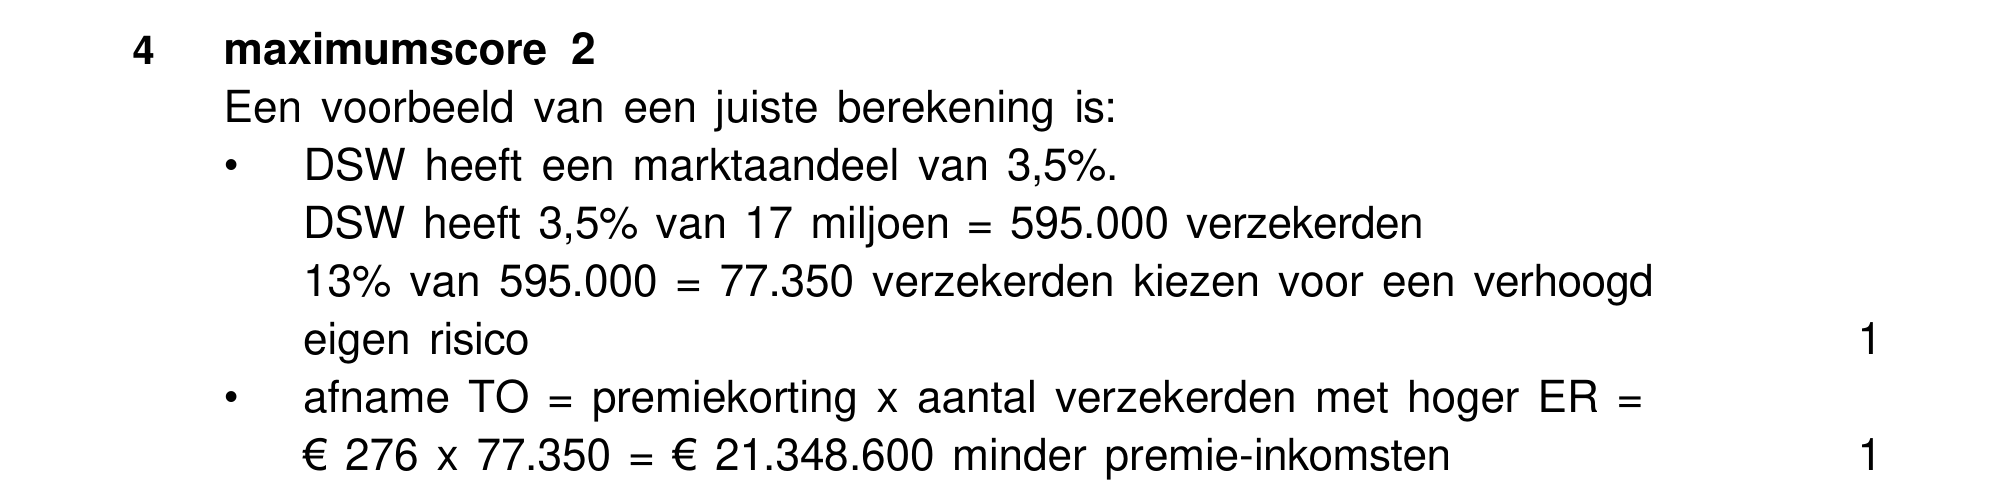 4 maximumscore 2
Een voorbeeld van een juiste berekening is:
• DSW heeft een marktaandeel van 3,5%.
DSW heeft 3,5% van 17 miljoen = 595.000 verzekerden
13% van 595.000 = 77.350 verzekerden kiezen voor een verhoogd
eigen risico 1
• afname TO = premiekorting x aantal verzekerden met hoger ER =
€ 276 x 77.350 = € 21.348.600 minder premie-inkomsten 1